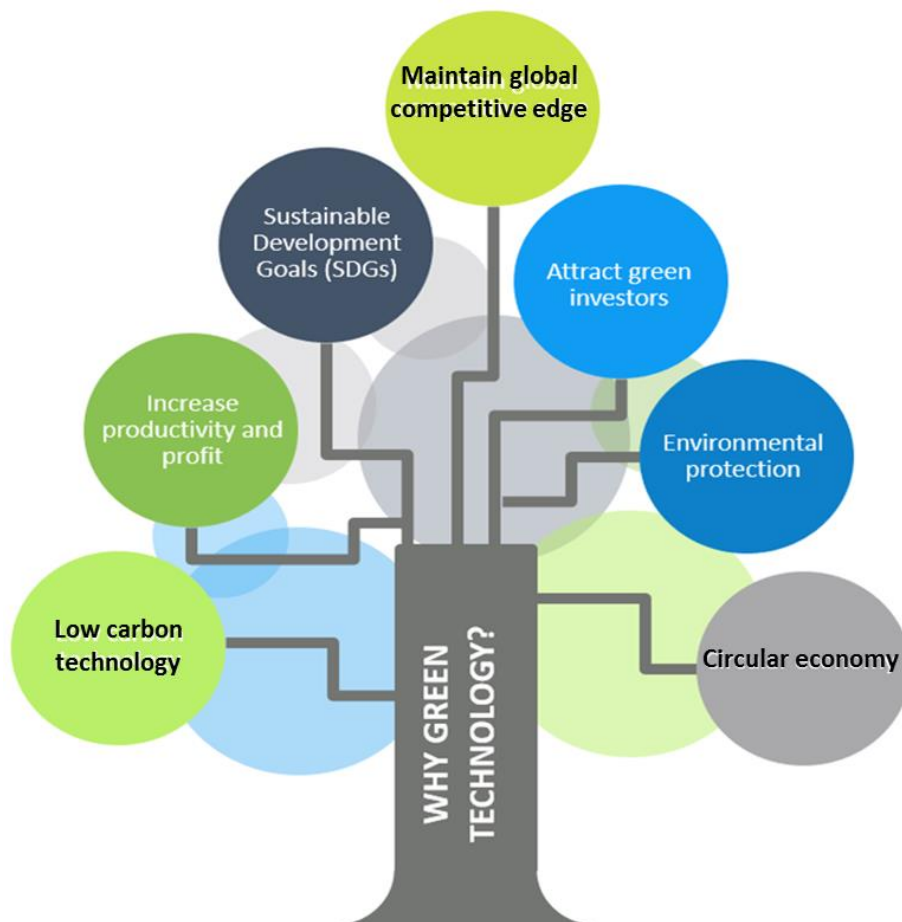 Maintain global
competitive edge
Sustainable
Development
Goals (SDGs)
Attract green
investors
Increase
productivity and
profit
Environmental
protection
Low carbon
technology
Circular economy
WHY GREEN
TECHNOLOGY?